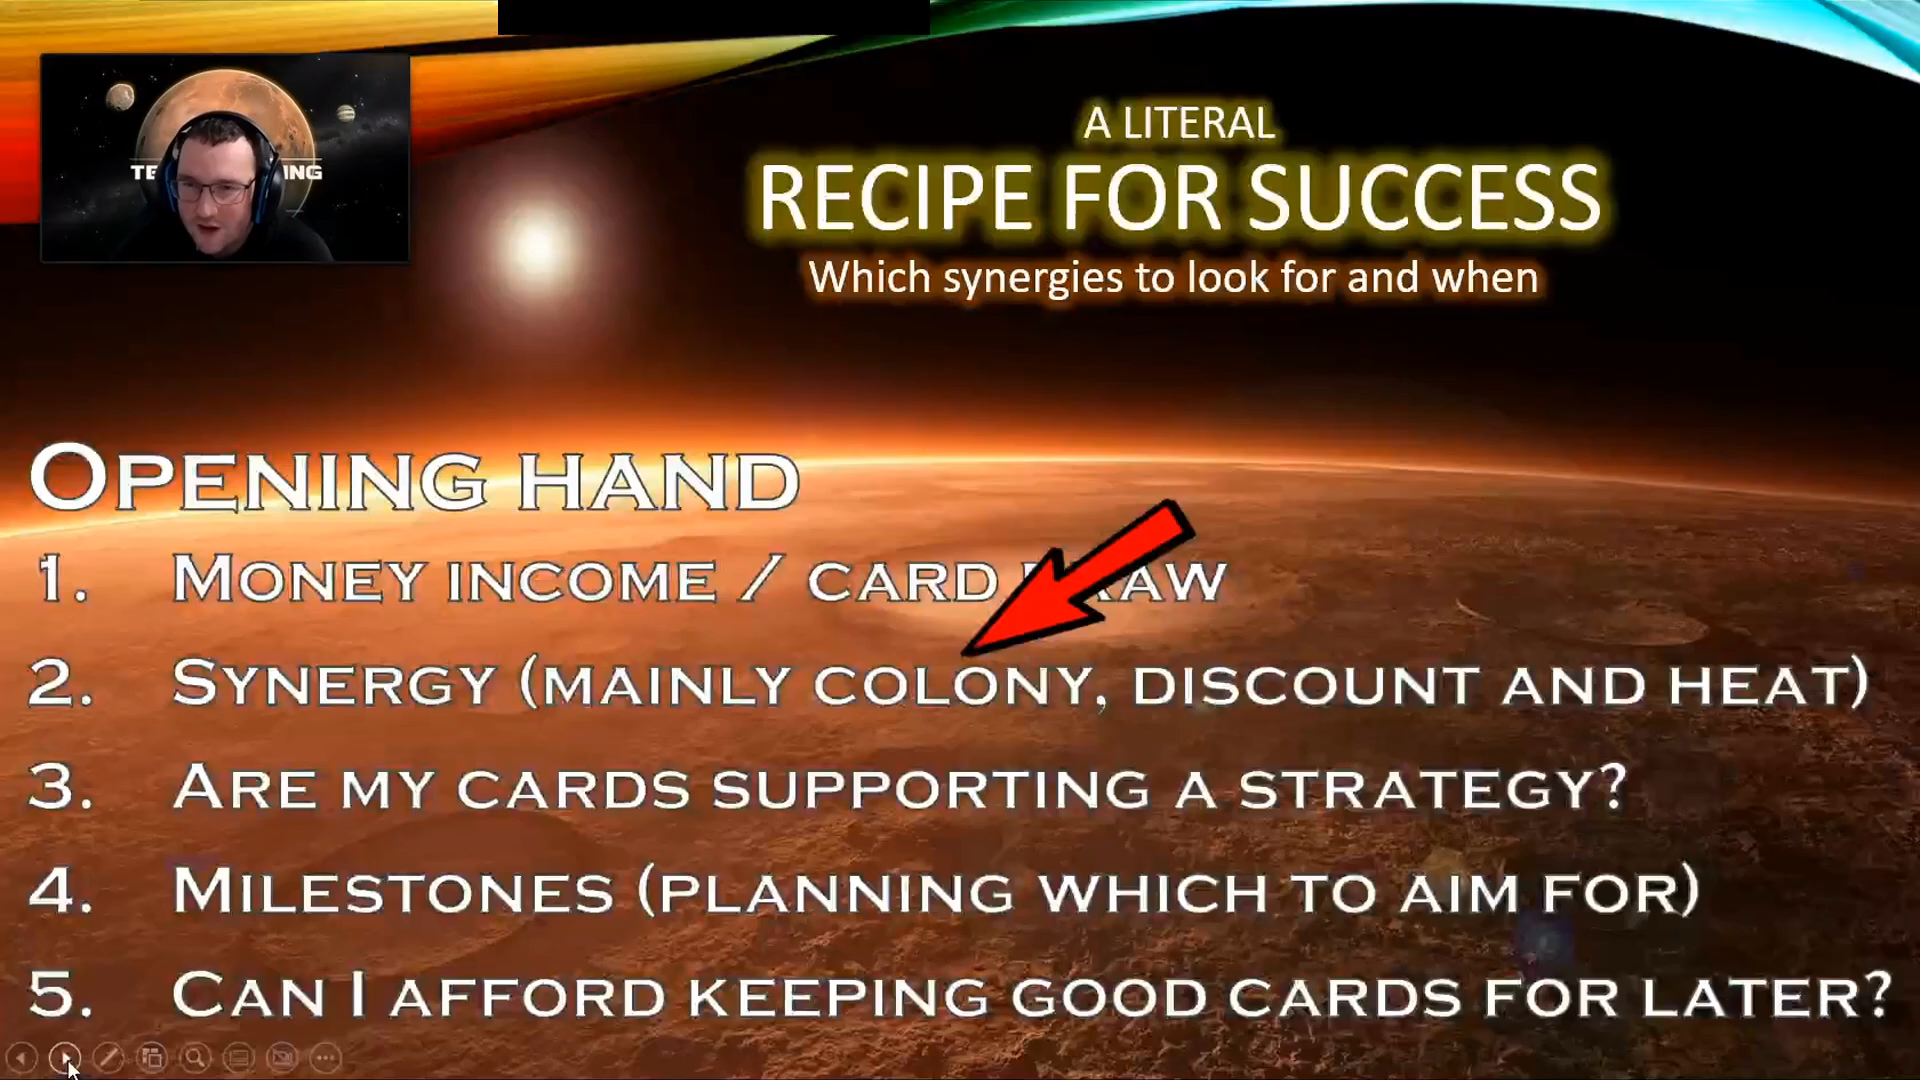 A LITERAL
RECIPE FOR SUCCESS
Which synergies to look for and when
OPENING HAND
1. MONEY INCOME / CARD
2. SYNERGY (MAINLY COLONY, DISCOUNT AND HEAT)
3. ARE MY CARDS SUPPORTING A STRATEGY?
4. MILESTONES (PLANNING WHICH TO AIM FOR)
5. CAN I AFFORD KEEPING GOOD CARDS FOR LATER?